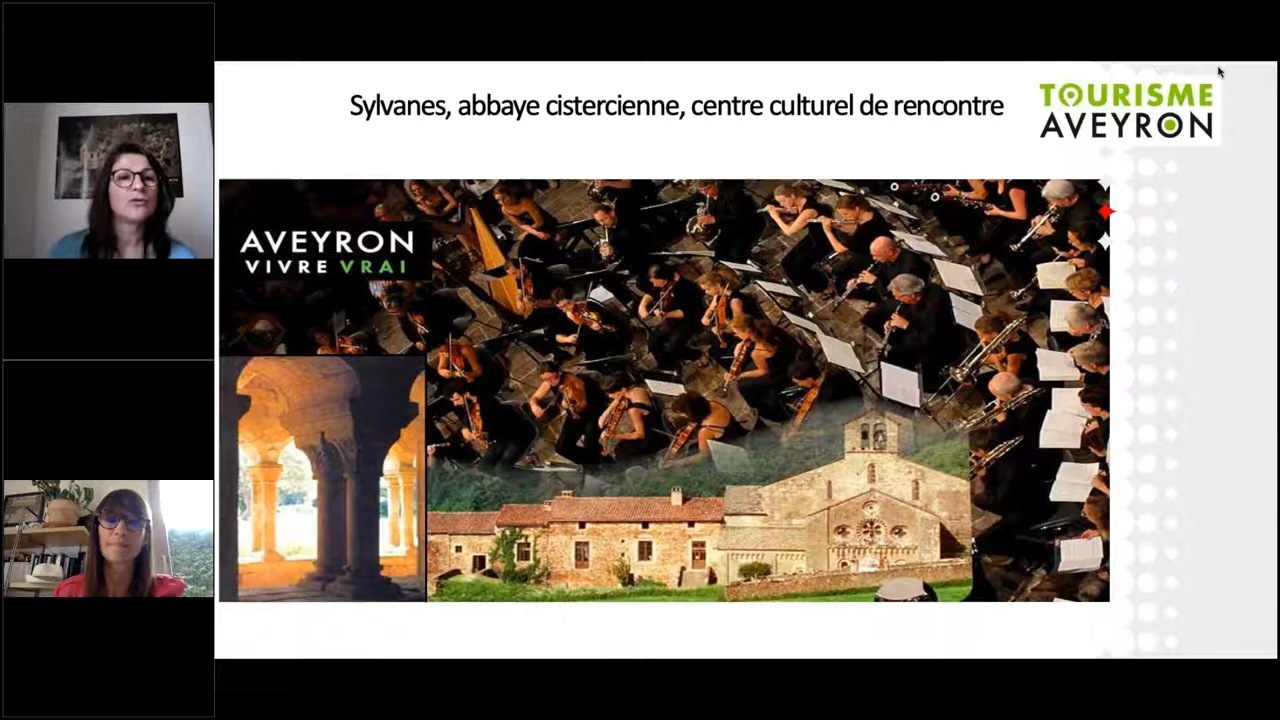 Sylvanes, abbaye cistercienne, centre culturel de rencontre
TOURISME
AVEYRON
AVEYRON
VIVRE VRAI